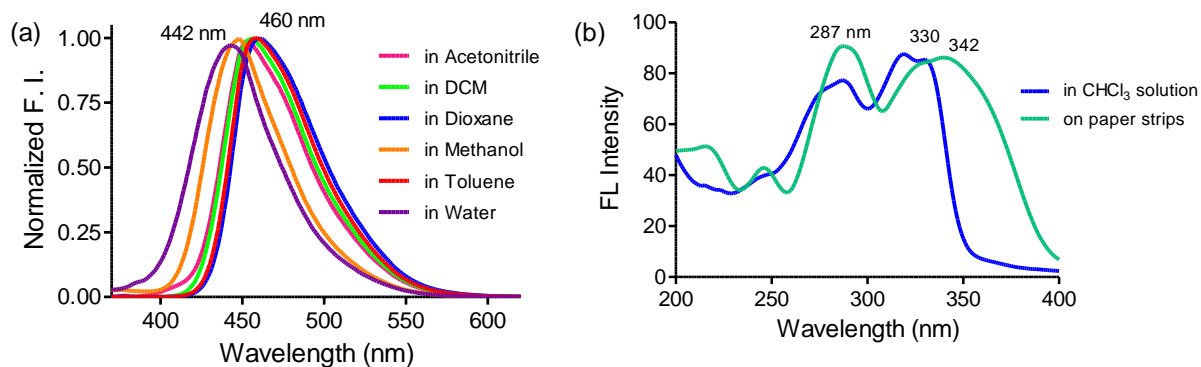 (a)
442 nm
460 nm
1.00
0.75
0.50
0.25
0.00
Normalized F. I.
400
450
500
550
600
Wavelength (nm)
in Acetonitrile
in DCM
in Dioxane
in Methanol
in Toluene
in Water
(b)
287 nm
330
342
100
80
60
40
20
0
FL Intensity
200
250
300
350
400
Wavelength (nm)
in CHCl₃ solution
on paper strips